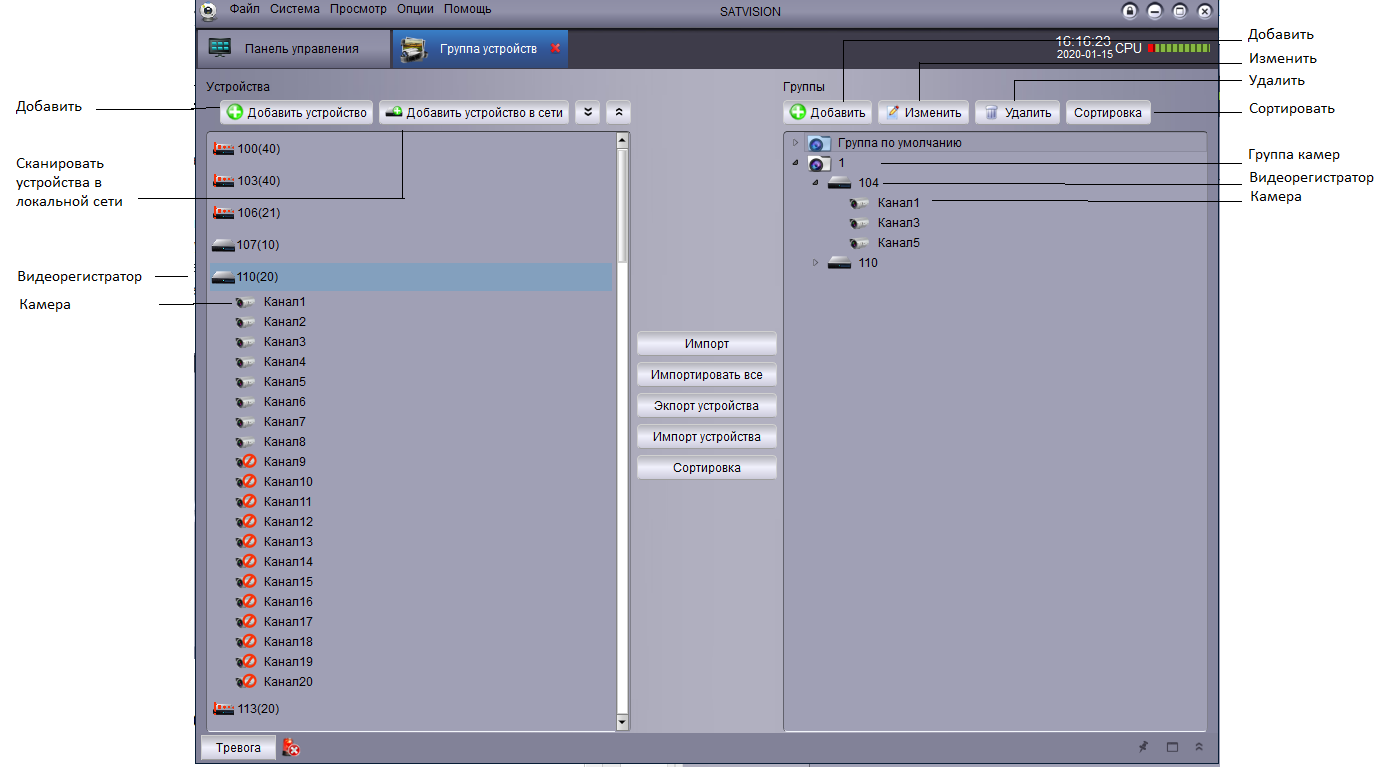 Файл Система Просмотр Опции Помощь
SATVISION
Панель управления
Группа устройств
16:16:23
2020-01-15
CPU
Устройства
Группы
Добавить устройство
Добавить устройство в сети
Добавить
Изменить
Удалить
Сортировка
100(40)
103(40)
106(21)
107(10)
110(20)
Канал1
Канал2
Канал3
Канал4
Канал5
Канал6
Канал7
Канал8
Канал9
Канал10
Канал11
Канал12
Канал13
Канал14
Канал15
Канал16
Канал17
Канал18
Канал19
Канал20
113(20)
Импорт
Импортировать все
Экпорт устройства
Импорт устройства
Сортировка
Группа по умолчанию
1
104
Канал1
Канал3
Канал5
110
Тревога
Добавить
Сканировать
устройства в
локальной сети
Видеорегистратор
Камера
Добавить
Изменить
Удалить
Сортировать
Группа камер
Видеорегистратор
Камера